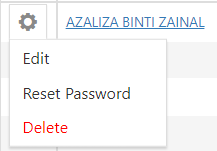 AZALIZA BINTI ZAINAL
Edit
Reset Password
Delete